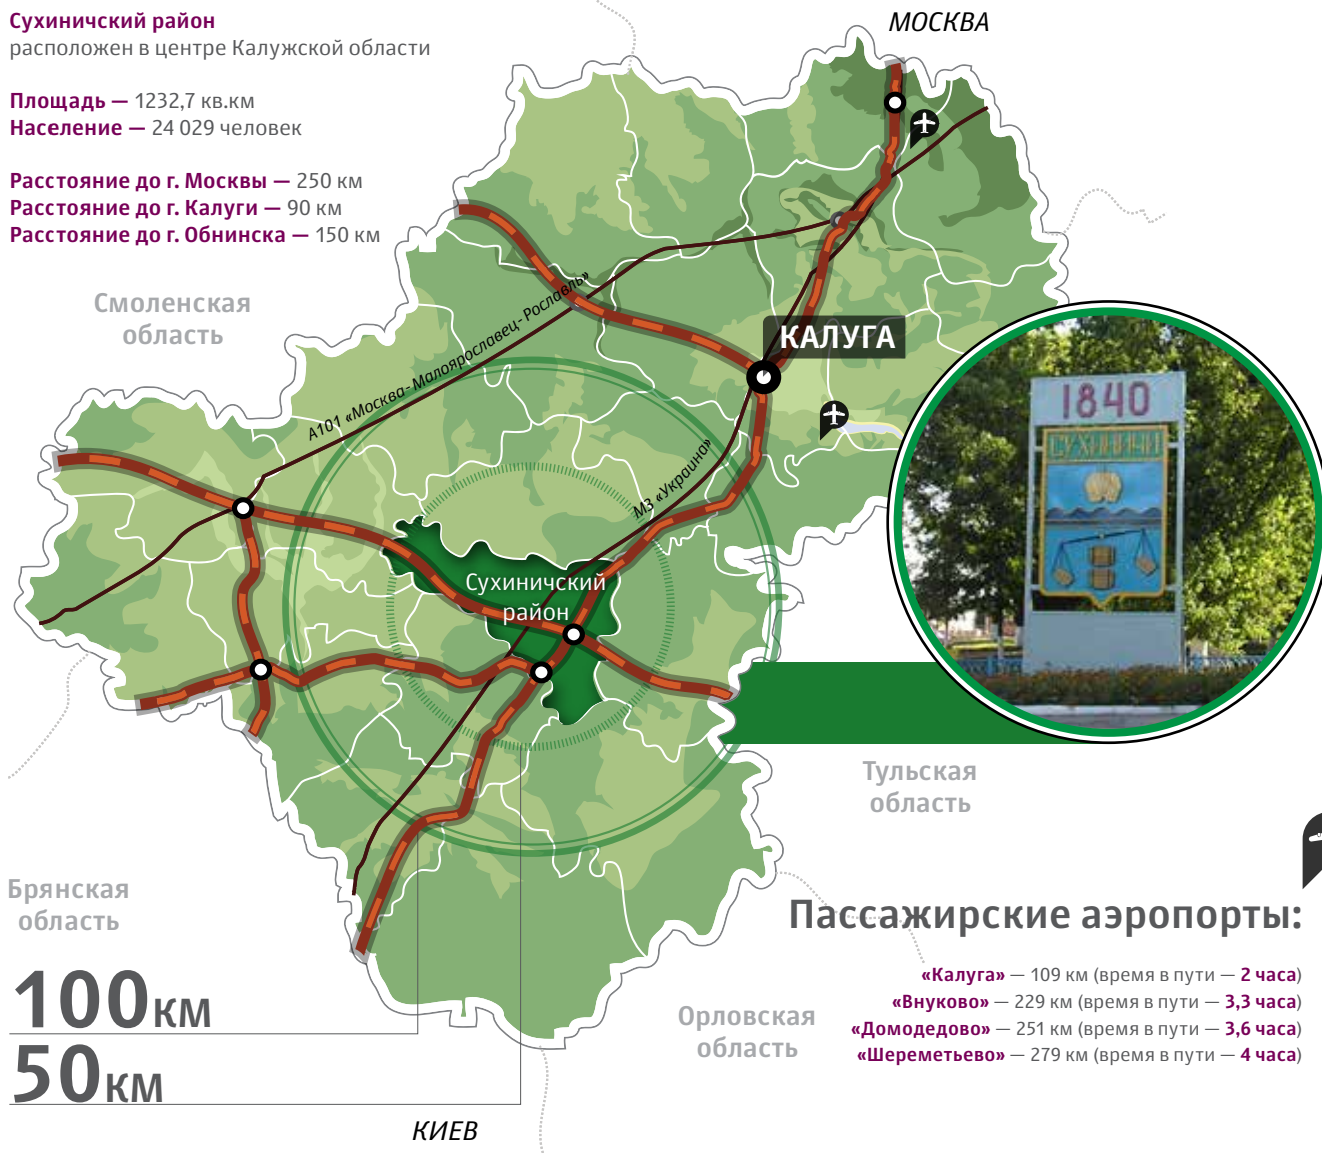 Сухиничский район
расположен в центре Калужской области
Площадь — 1232,7 кв.км
Население — 24 029 человек
Расстояние до г. Москвы — 250 км
Расстояние до г. Калуги — 90 км
Расстояние до г. Обнинска — 150 км
МОСКВА
Смоленская
область
А101 «Москва-Малоярославец-Рославль»
КАЛУГА
М3 «Украина»
1840
СУХИНИЧИ
Сухиничский
район
Тульская
область
Брянская
область
Пассажирские аэропорты:
«Калуга» — 109 км (время в пути — 2 часа)
«Внуково» — 229 км (время в пути — 3,3 часа)
«Домодедово» — 251 км (время в пути — 3,6 часа)
«Шереметьево» — 279 км (время в пути — 4 часа)
Орловская
область
100КМ
50КМ
КИЕВ